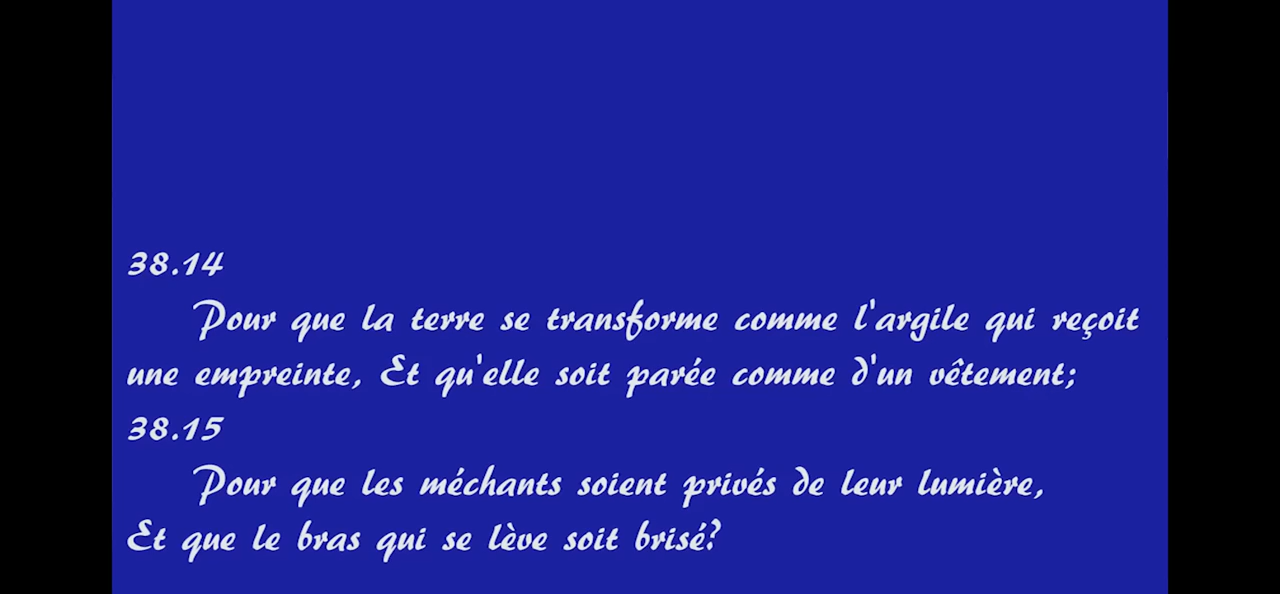 38.14
Pour que la terre se transforme comme l'argile qui reçoit
une empreinte, Et qu'elle soit parée comme d'un vêtement;
38.15
Pour que les méchants soient privés de leur lumière,
Et que le bras qui se lève soit brisé?